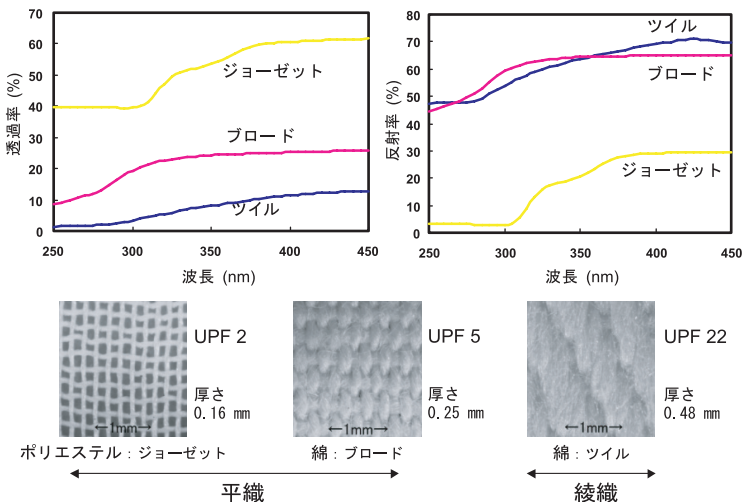 70
60
50
40
30
20
10
0
透過率 (%)
ジョーゼット
ブロード
ツイル
250 300 350 400 450
波長 (nm)
80
70
60
50
40
30
20
10
0
反射率 (%)
ツイル
ブロード
ジョーゼット
250 300 350 400 450
波長 (nm)
UPF 2
厚さ
0.16 mm
←1mm→
ポリエステル : ジョーゼット
UPF 5
厚さ
0.25 mm
←1mm→
綿 : ブロード
UPF 22
厚さ
0.48 mm
←1mm→
綿 : ツイル
平織
綾織